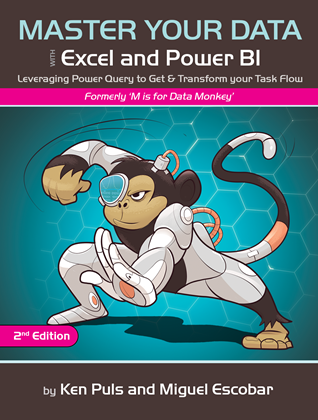 MASTER YOUR DATA
WITH Excel and Power BI
Leveraging Power Query to Get & Transform your Task Flow
Formerly ‘M is for Data Monkey’
2nd Edition
by Ken Puls and Miguel Escobar